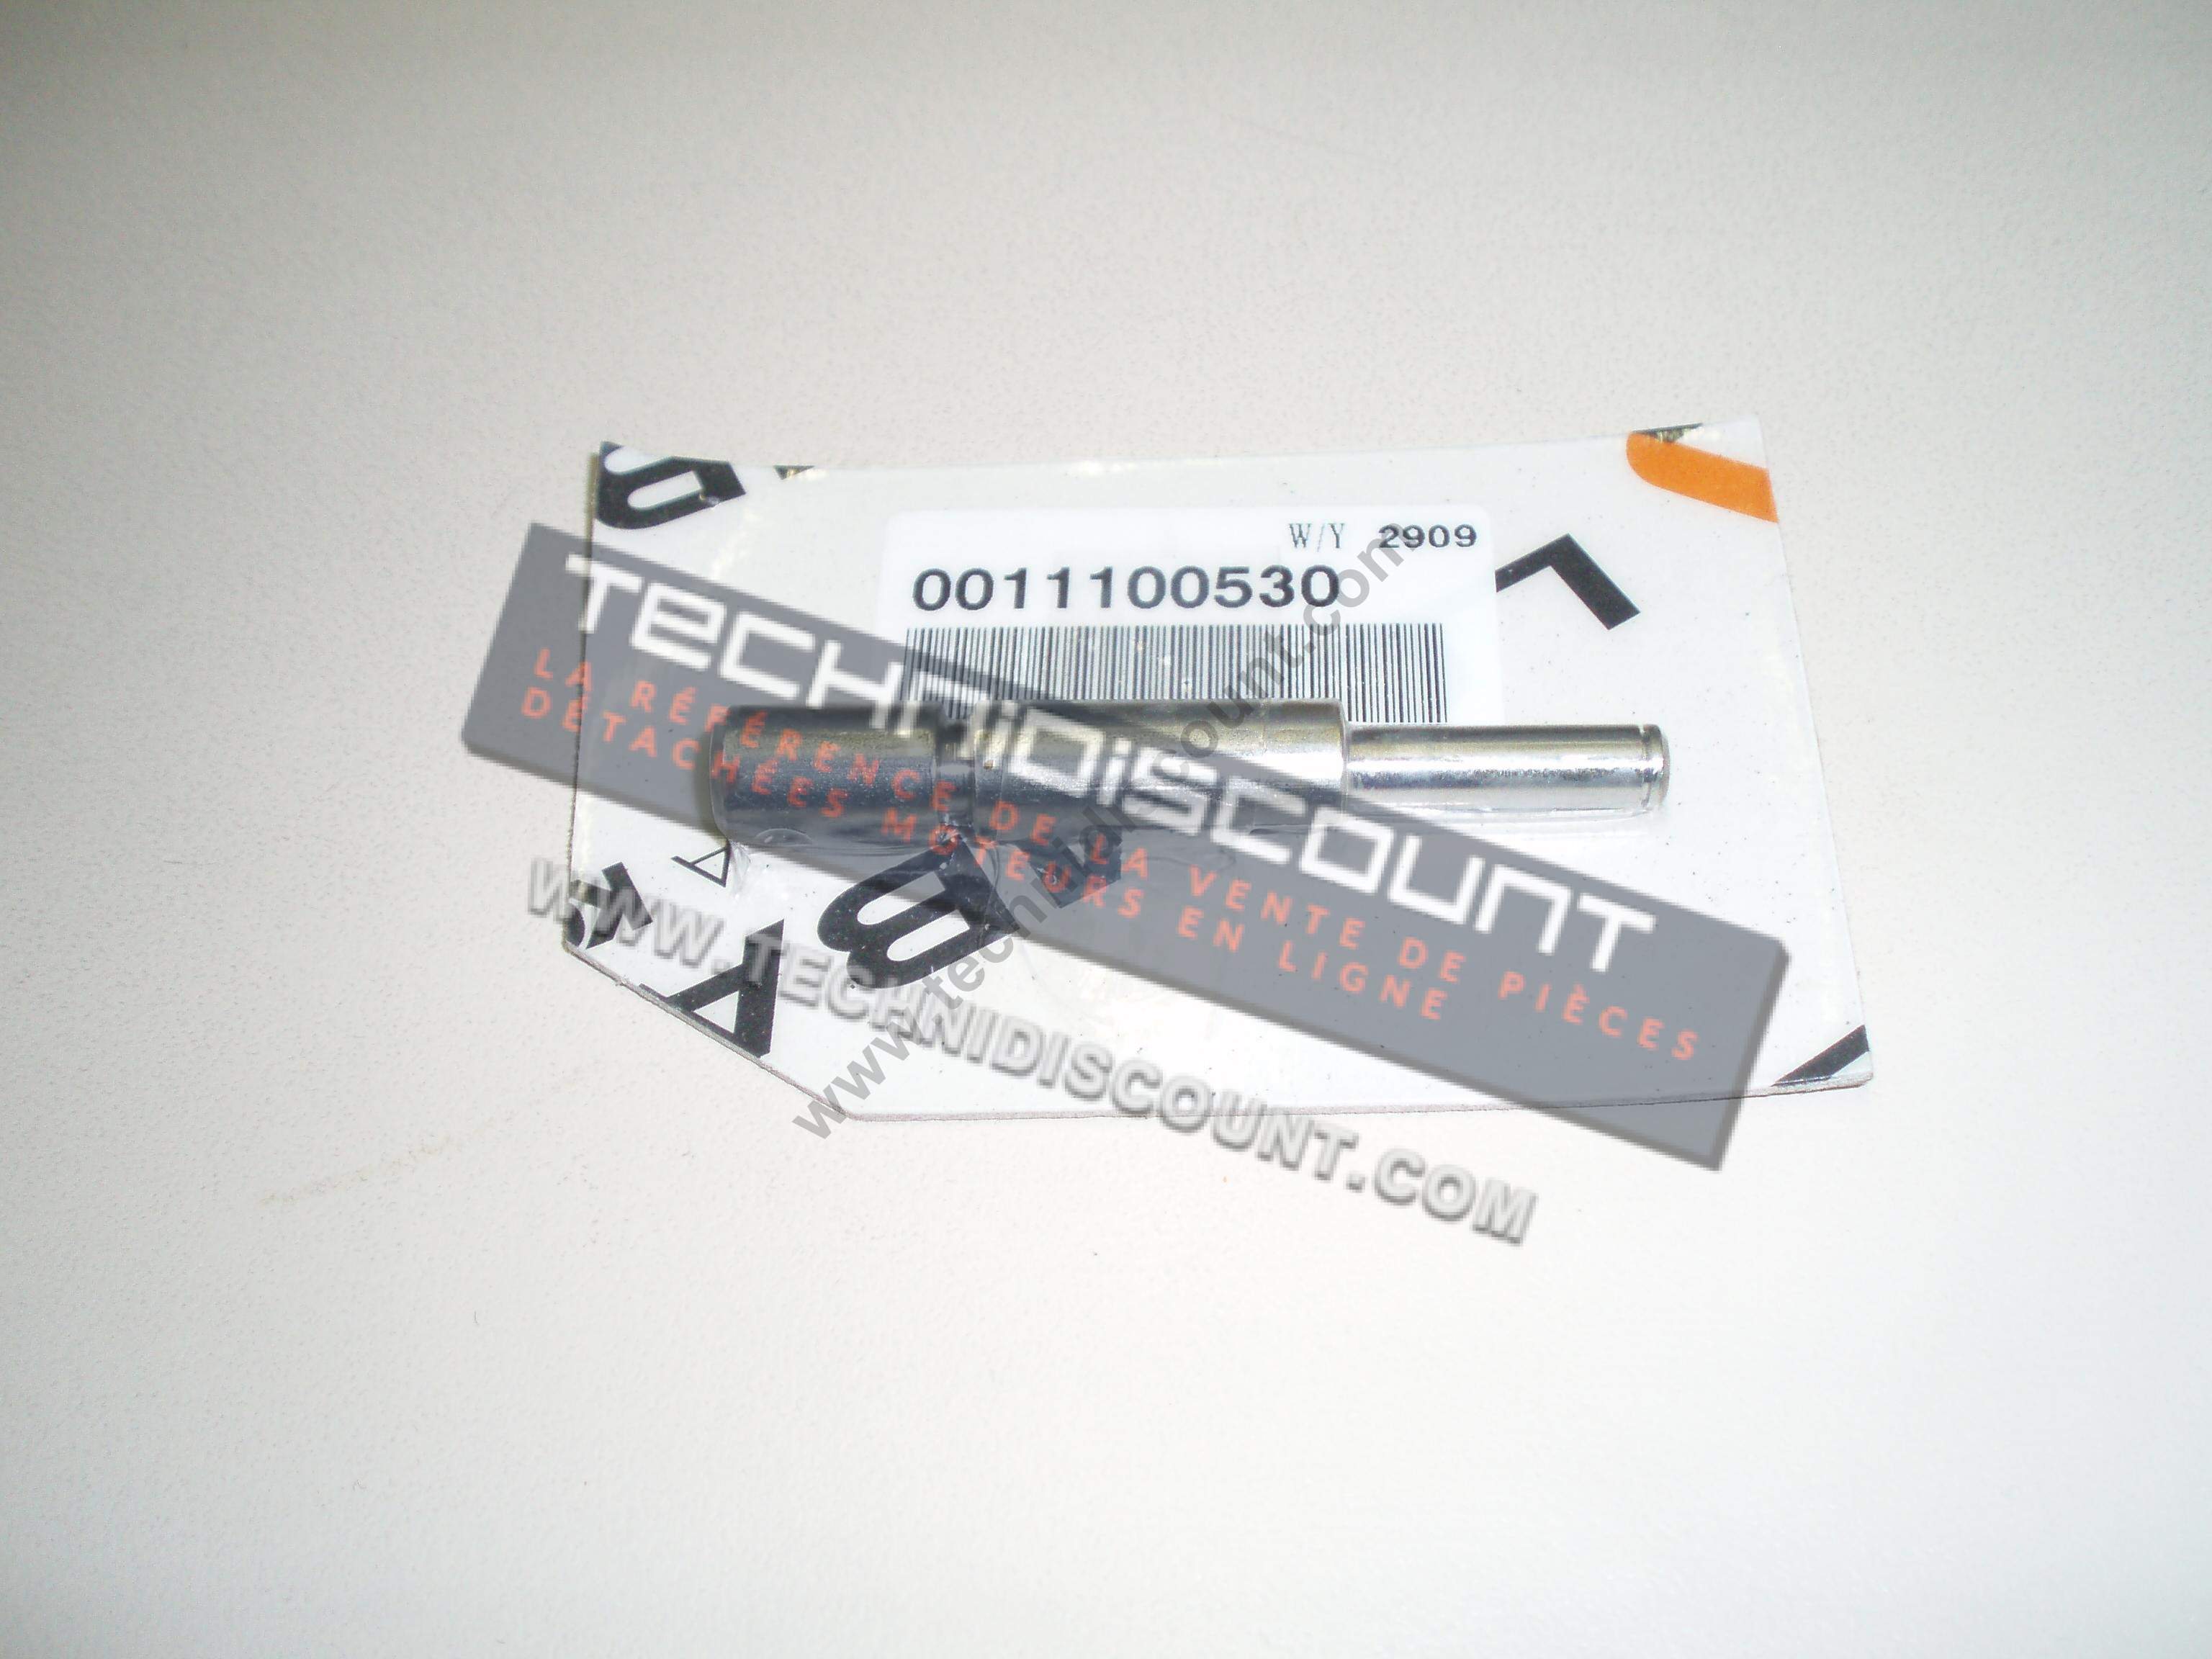 W/Y 2909
0011100530
TECHNiDiSCOUNT
LA RÉFÉRENCE DE LA VENTE DE PIÈCES
DÉTACHÉES MOTEURS EN LIGNE
WWW.TECHNIDISCOUNT.COM
www.technidiscount.com